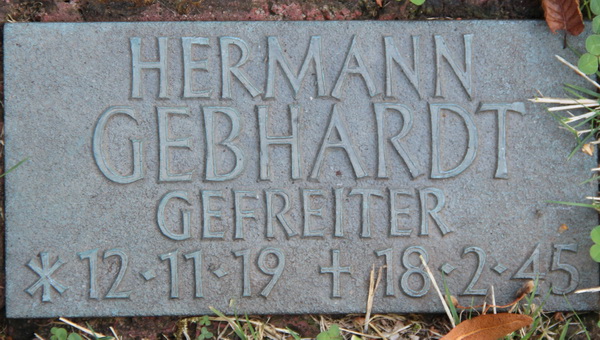 HERMANN
GEBHARDT
GEFREITER
*12·11·19 +18·2·45